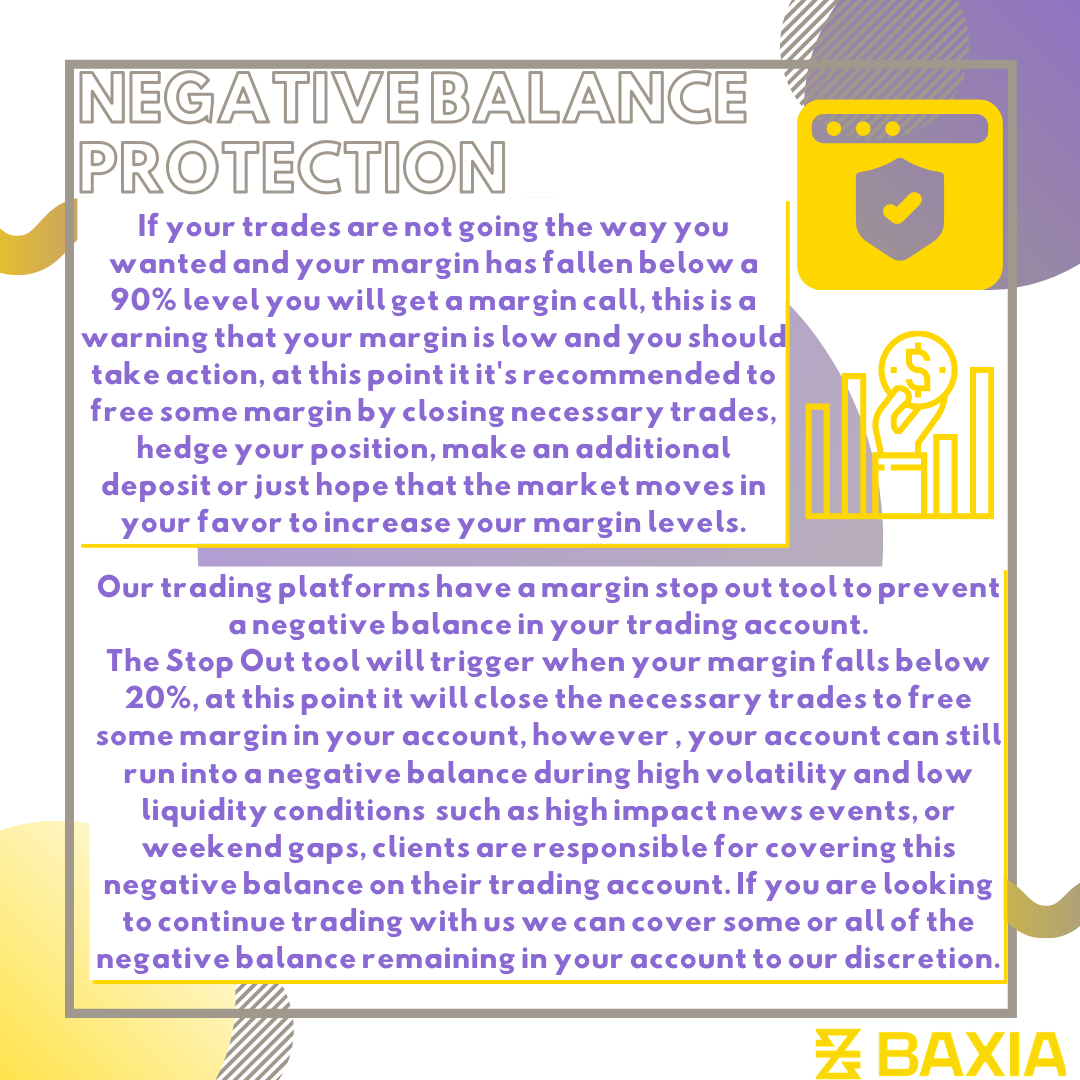 NEGATIVE BALANCE
PROTECTION
If your trades are not going the way you
wanted and your margin has fallen below a
90% level you will get a margin call, this is a
warning that your margin is low and you should
take action, at this point it it's recommended to
free some margin by closing necessary trades,
hedge your position, make an additional
deposit or just hope that the market moves in
your favor to increase your margin levels.
Our trading platforms have a margin stop out tool to prevent
a negative balance in your trading account.
The Stop Out tool will trigger when your margin falls below
20%, at this point it will close the necessary trades to free
some margin in your account, however , your account can still
run into a negative balance during high volatility and low
liquidity conditions such as high impact news events, or
weekend gaps, clients are responsible for covering this
negative balance on their trading account. If you are looking
to continue trading with us we can cover some or all of the
negative balance remaining in your account to our discretion.
BAXIA